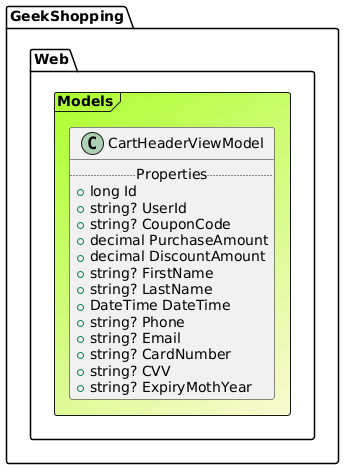 GeekShopping
Web
Models
C CartHeaderViewModel
Properties
long Id
string? UserId
string? CouponCode
decimal PurchaseAmount
decimal DiscountAmount
string? FirstName
string? LastName
DateTime DateTime
string? Phone
string? Email
string? CardNumber
string? CVV
string? ExpiryMothYear